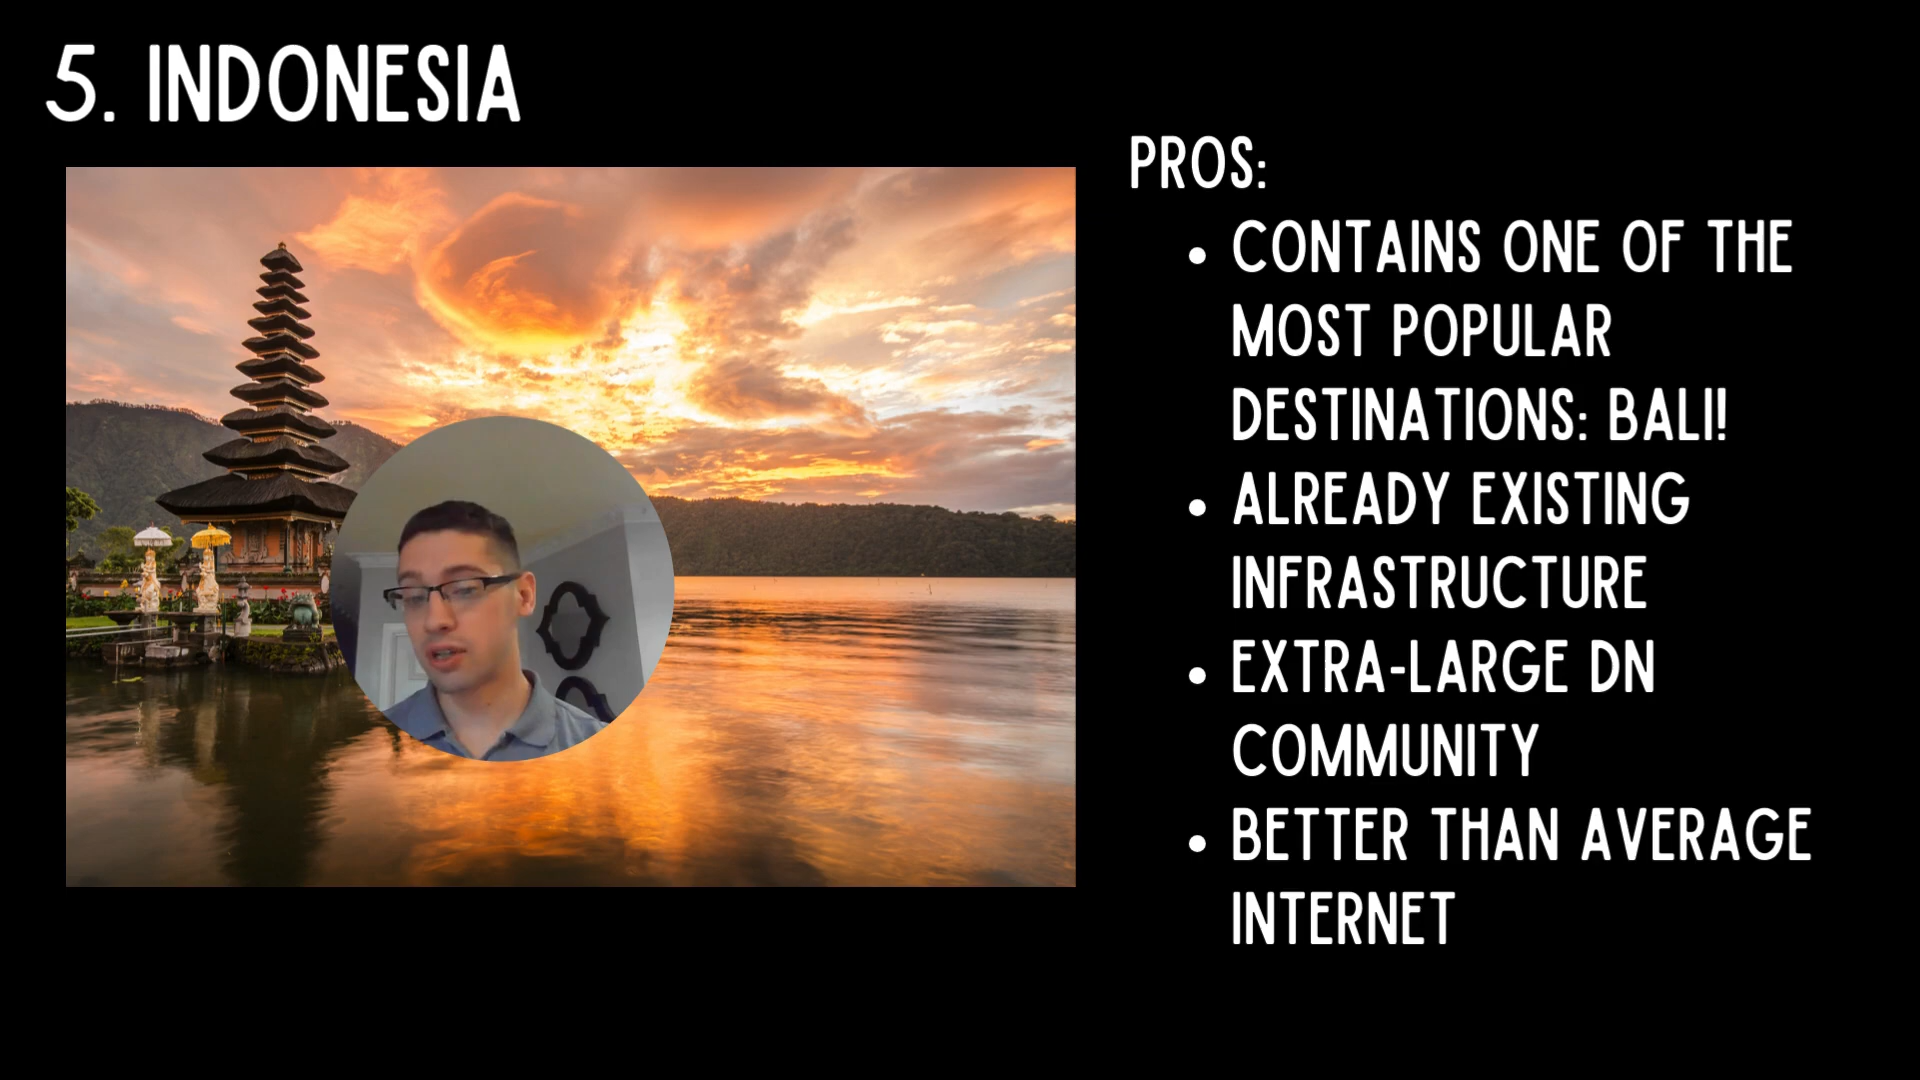 5. INDONESIA
PROS:
• CONTAINS ONE OF THE
MOST POPULAR
DESTINATIONS: BALI!
• ALREADY EXISTING
INFRASTRUCTURE
• EXTRA-LARGE DN
COMMUNITY
• BETTER THAN AVERAGE
INTERNET